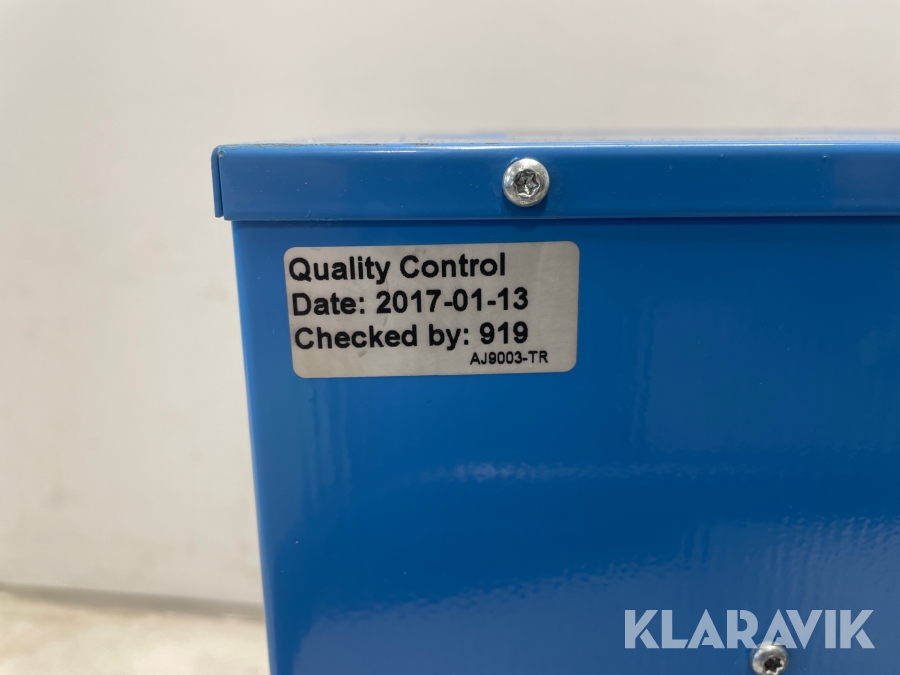 Quality Control
Date: 2017-01-13
Checked by: 919
AJ9003-TR
KLARAVIK